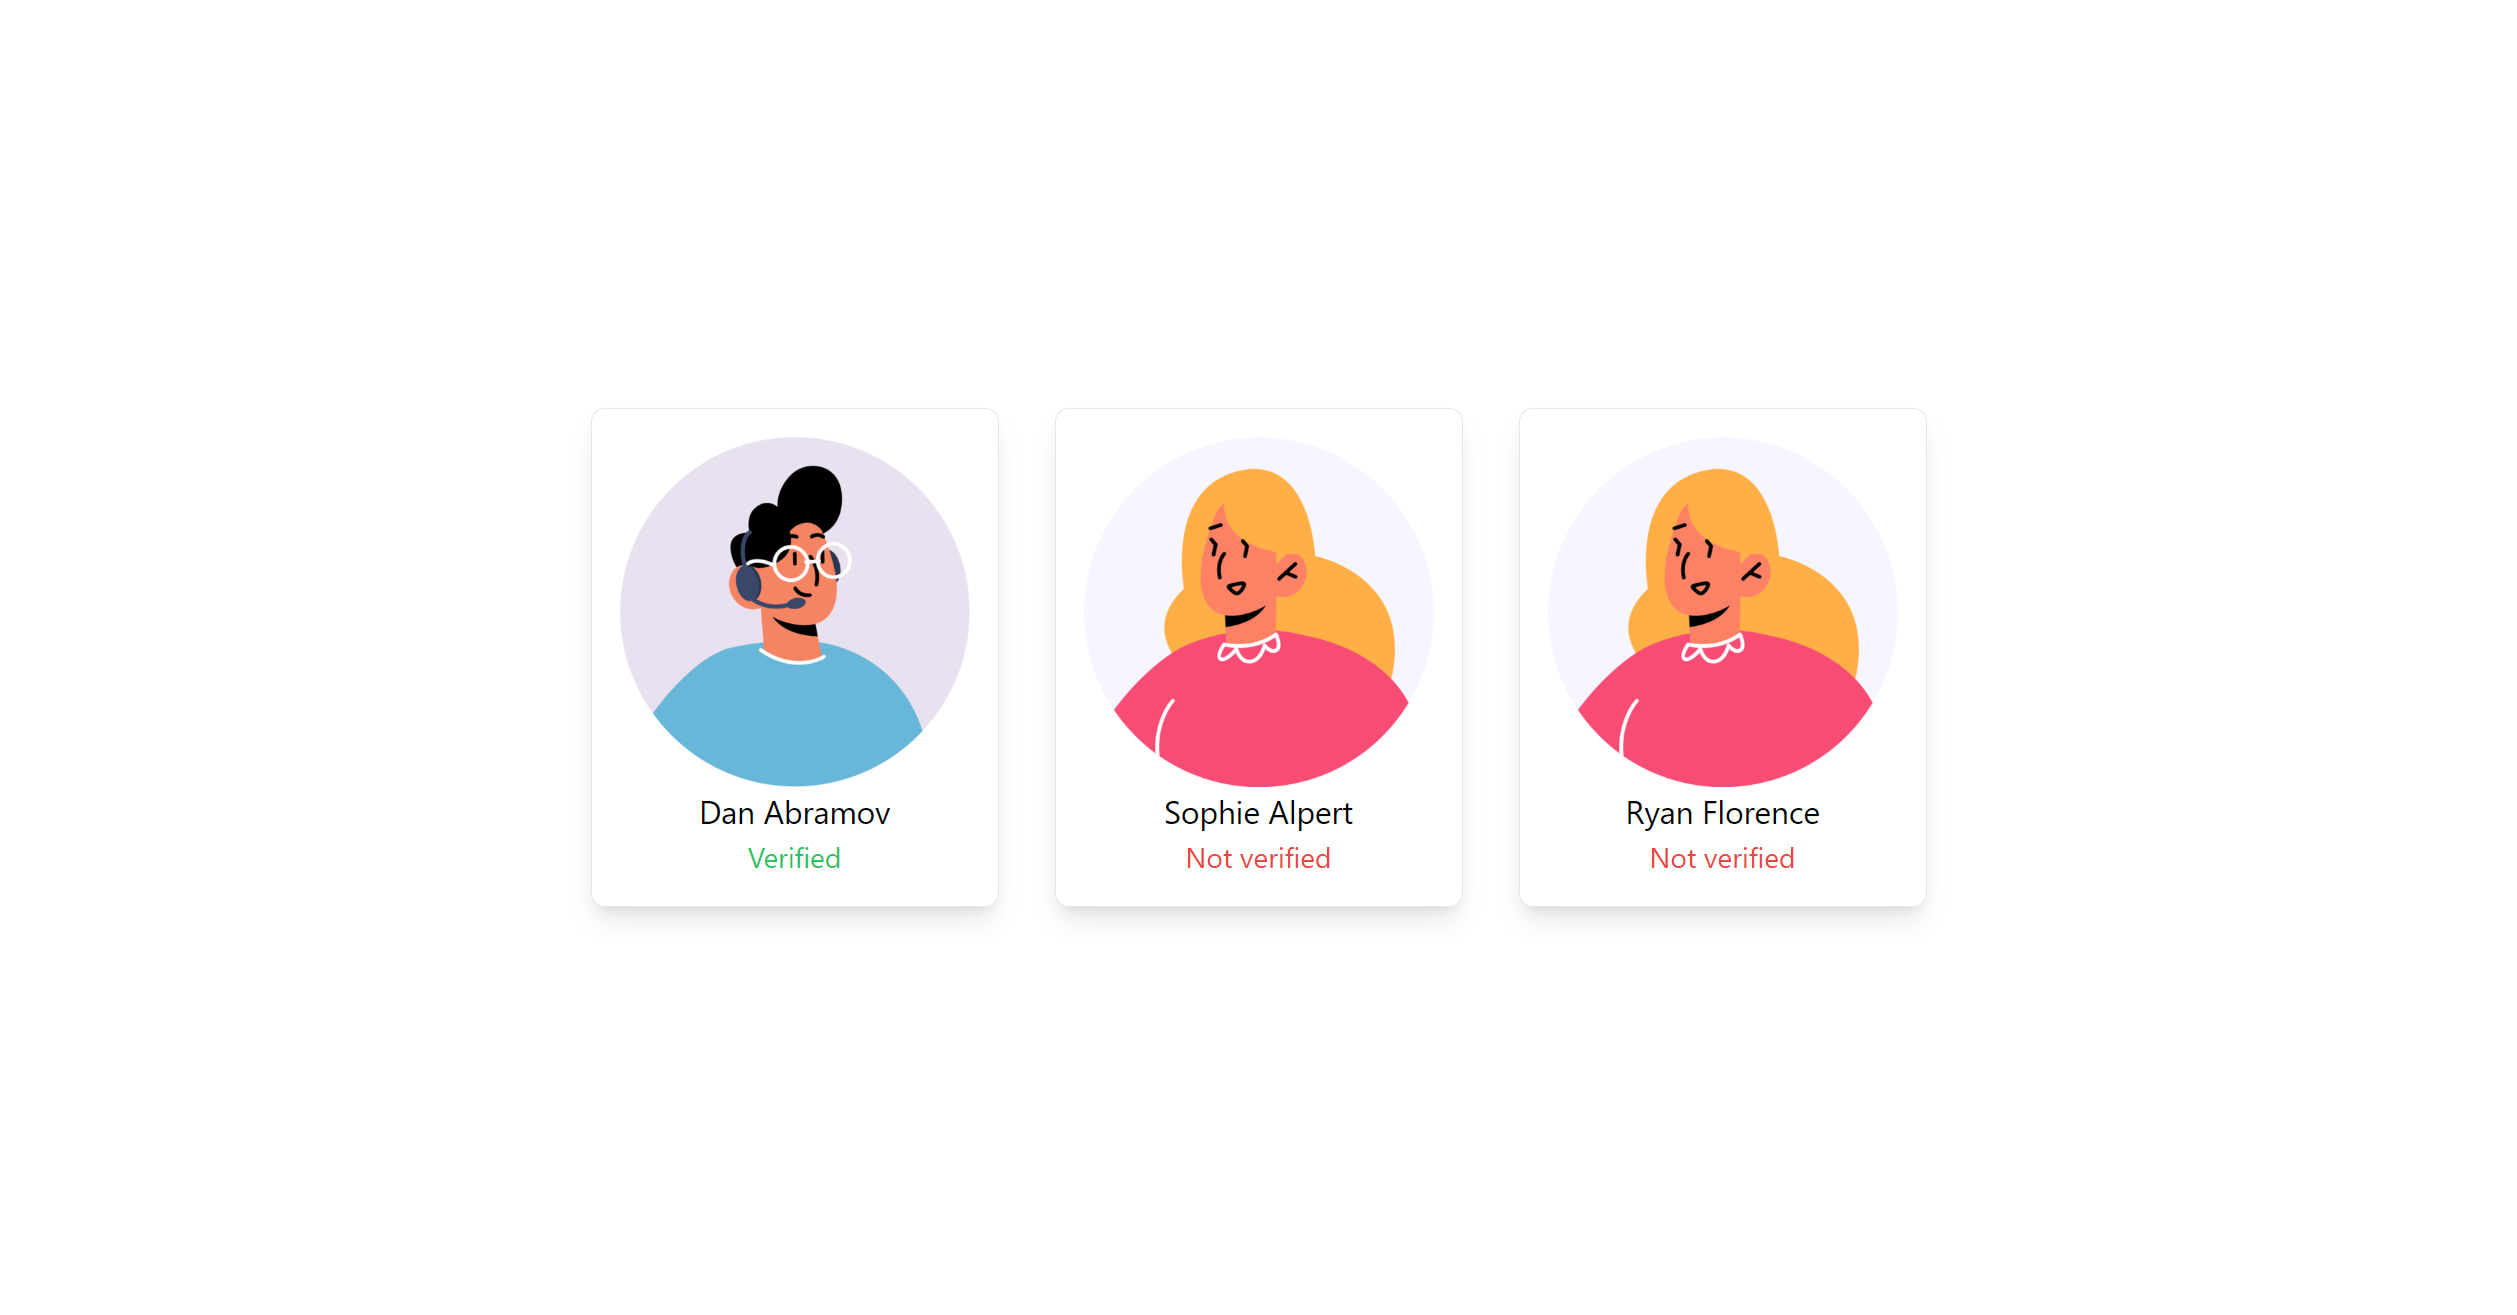 Dan Abramov
Verified
Sophie Alpert
Not verified
Ryan Florence
Not verified